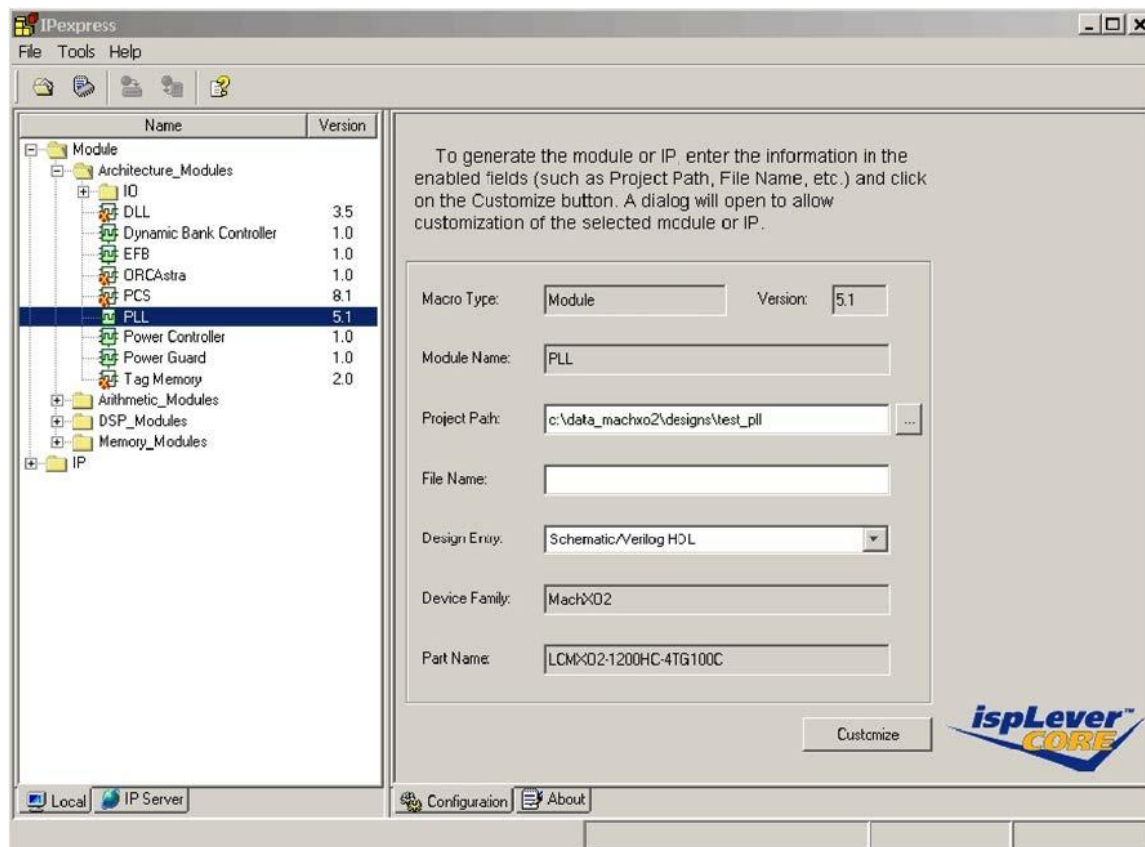 IPexpress
File Tools Help
Name Version
Module
Architecture_Modules
IO
DLL 3.5
Dynamic Bank Controller 1.0
EFB 1.0
ORCAstra 1.0
PCS 8.1
PLL 5.1
Power Controller 1.0
Power Guard 1.0
Tag Memory 2.0
Arithmetic_Modules
DSP_Modules
Memory_Modules
IP
Local IP Server
To generate the module or IP, enter the information in the
enabled fields (such as Project Path, File Name, etc.) and click
on the Customize button. A dialog will open to allow
customization of the selected module or IP.
Macro Type: Module Version: 5.1
Module Name: PLL
Project Path: c:\data_machxo2\designs\test_pll ...
File Name:
Design Entry: Schematic/Verilog HDL
Device Family: MachXO2
Part Name: LCMXO2-1200HC-4TG100C
Customize
ispLever™
CORE
Configuration About